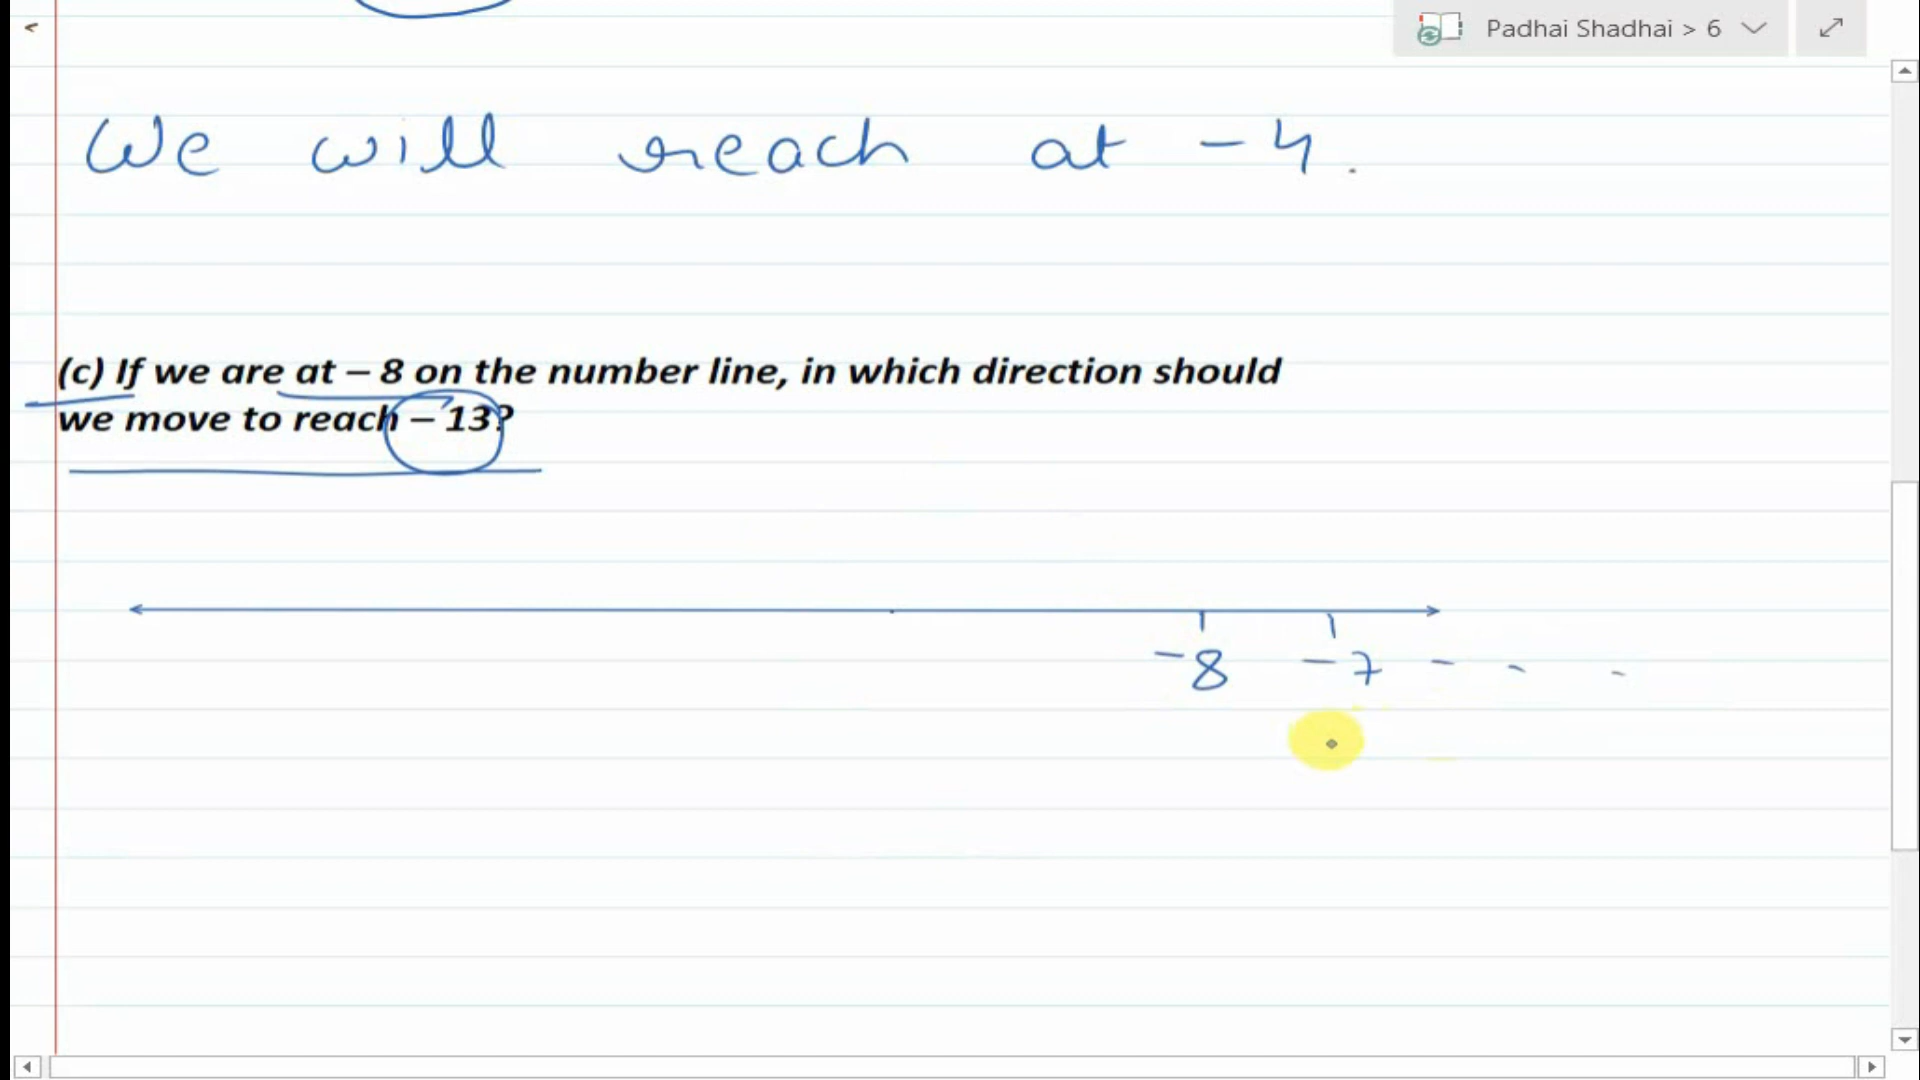 Padhai Shadhai > 6
We will reach at -4.
(c) If we are at – 8 on the number line, in which direction should
we move to reach – 13?
-8 -7 - - -